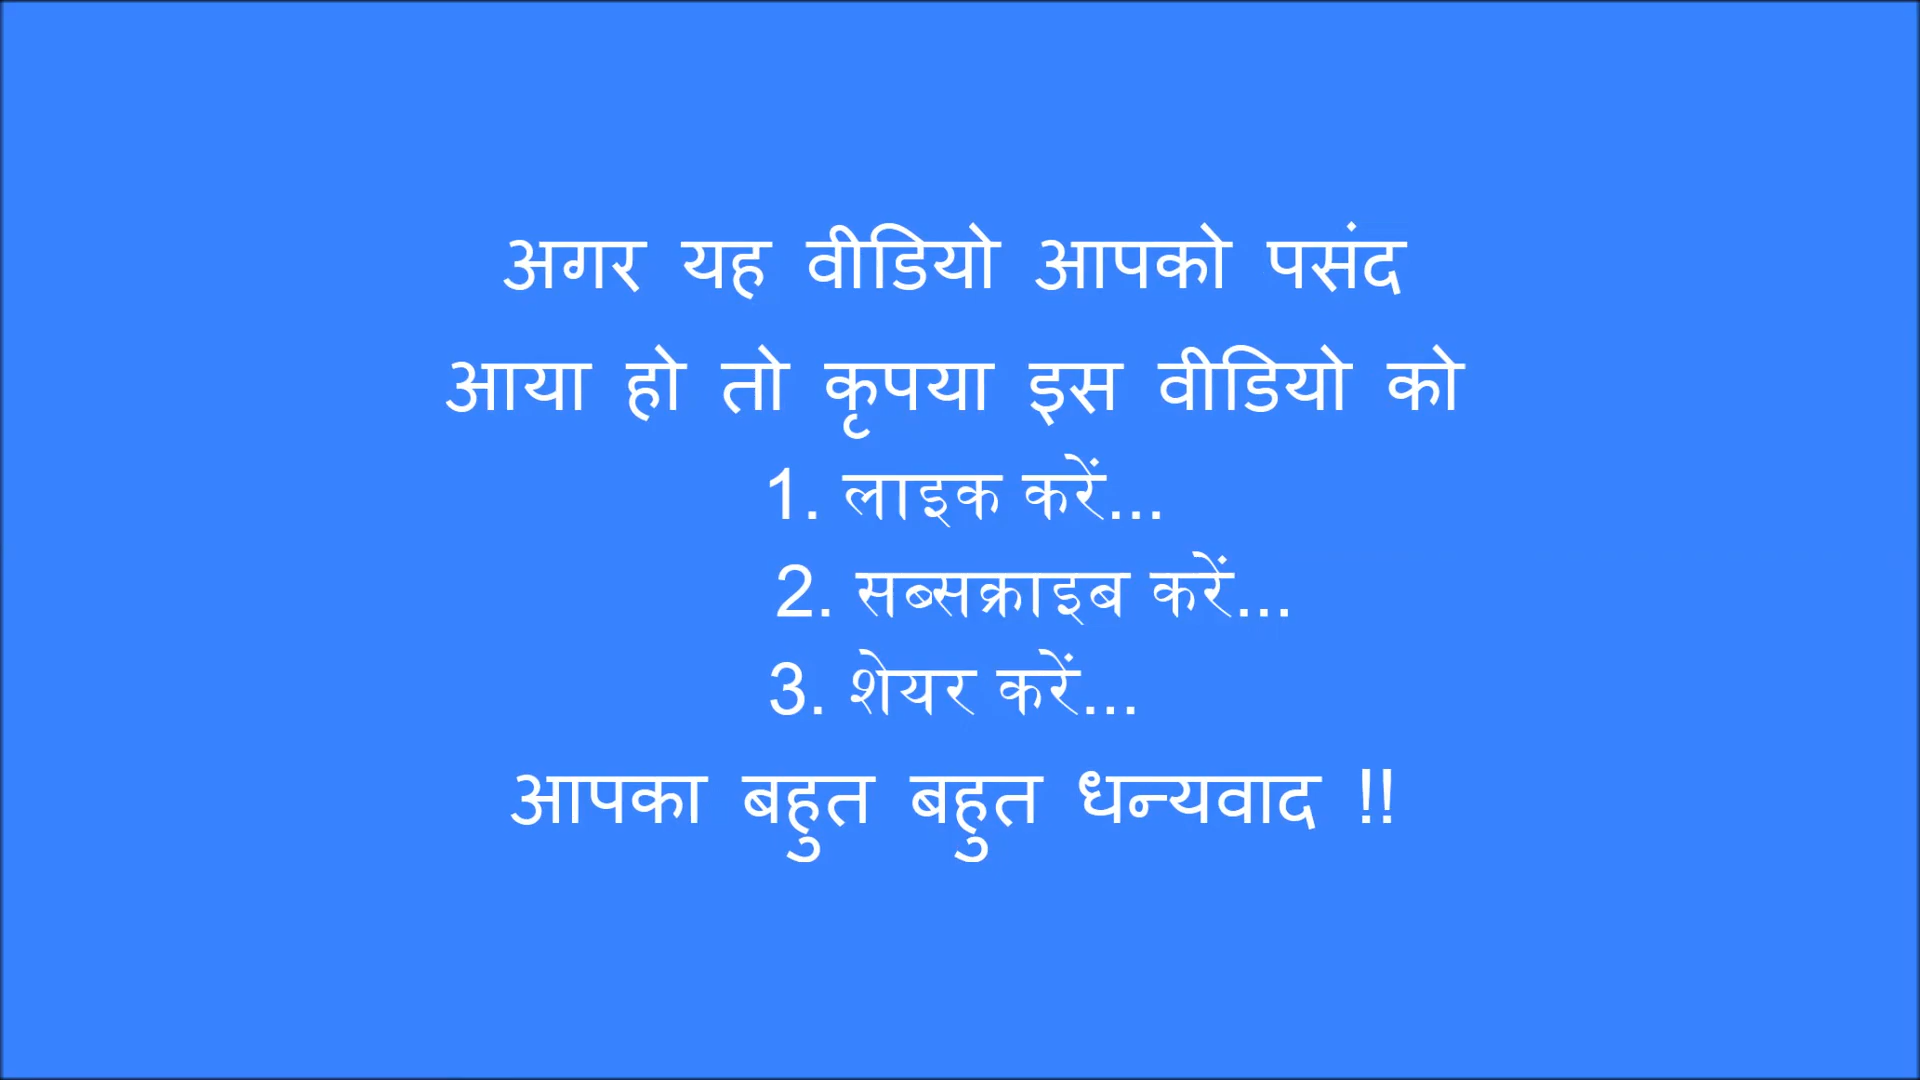 अगर यह वीडियो आपको पसंद
आया हो तो कृपया इस वीडियो को
1. लाइक करें...
2. सब्सक्राइब करें...
3. शेयर करें...
आपका बहुत बहुत धन्यवाद !!